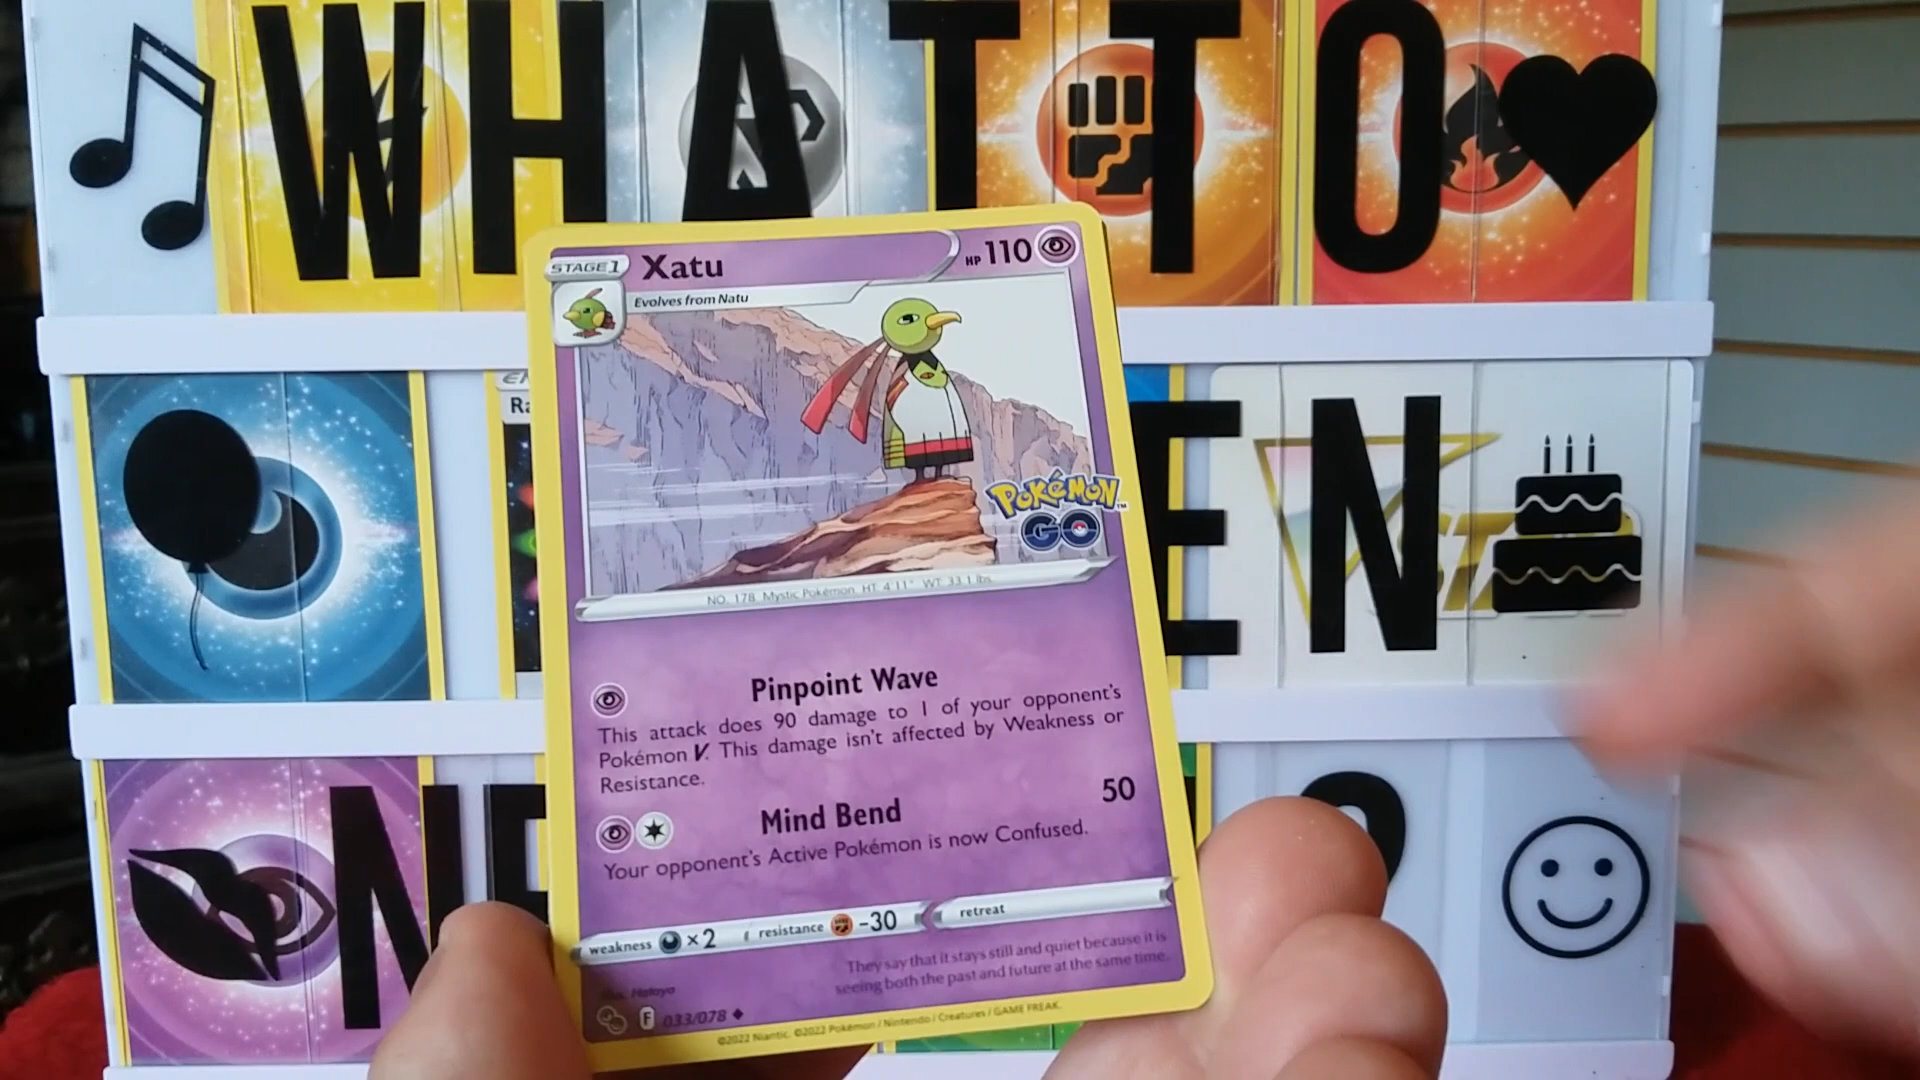 WHAT TO
STAGE 1 Xatu HP 110
Evolves from Natu
Ra
EN
POKéMON™
GO
NO. 178 Mystic Pokémon HT: 4'11" WT: 33.1 lbs.
Pinpoint Wave
This attack does 90 damage to 1 of your opponent's
Pokémon V. This damage isn't affected by Weakness or
Resistance.
Mind Bend 50
Your opponent's Active Pokémon is now Confused.
NE ?
weakness ×2 resistance -30 retreat
They say that it stays still and quiet because it is
seeing both the past and future at the same time.
Illus. Hataya
F 033/078
©2022 Niantic. ©2022 Pokémon / Nintendo / Creatures / GAME FREAK.